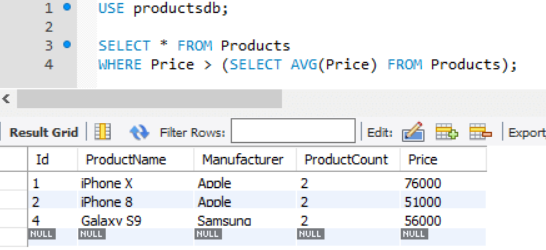 1 USE productsdb;
2
3 SELECT * FROM Products
4 WHERE Price > (SELECT AVG(Price) FROM Products);
Result Grid Filter Rows: Edit: Export
Id ProductName Manufacturer ProductCount Price
1 iPhone X Apple 2 76000
2 iPhone 8 Apple 2 51000
4 Galaxy S9 Samsung 2 56000
NULL NULL NULL NULL NULL